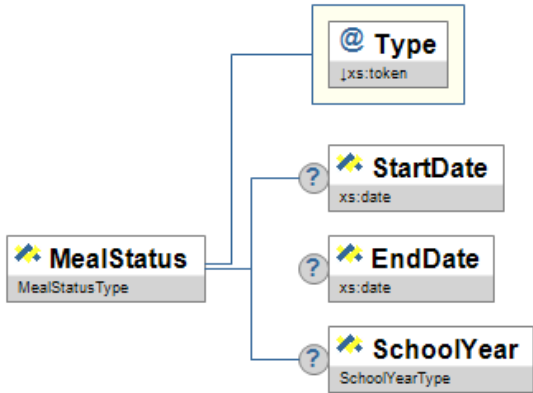 @ Type
↓xs:token
? StartDate
xs:date
MealStatus
MealStatusType
? EndDate
xs:date
? SchoolYear
SchoolYearType